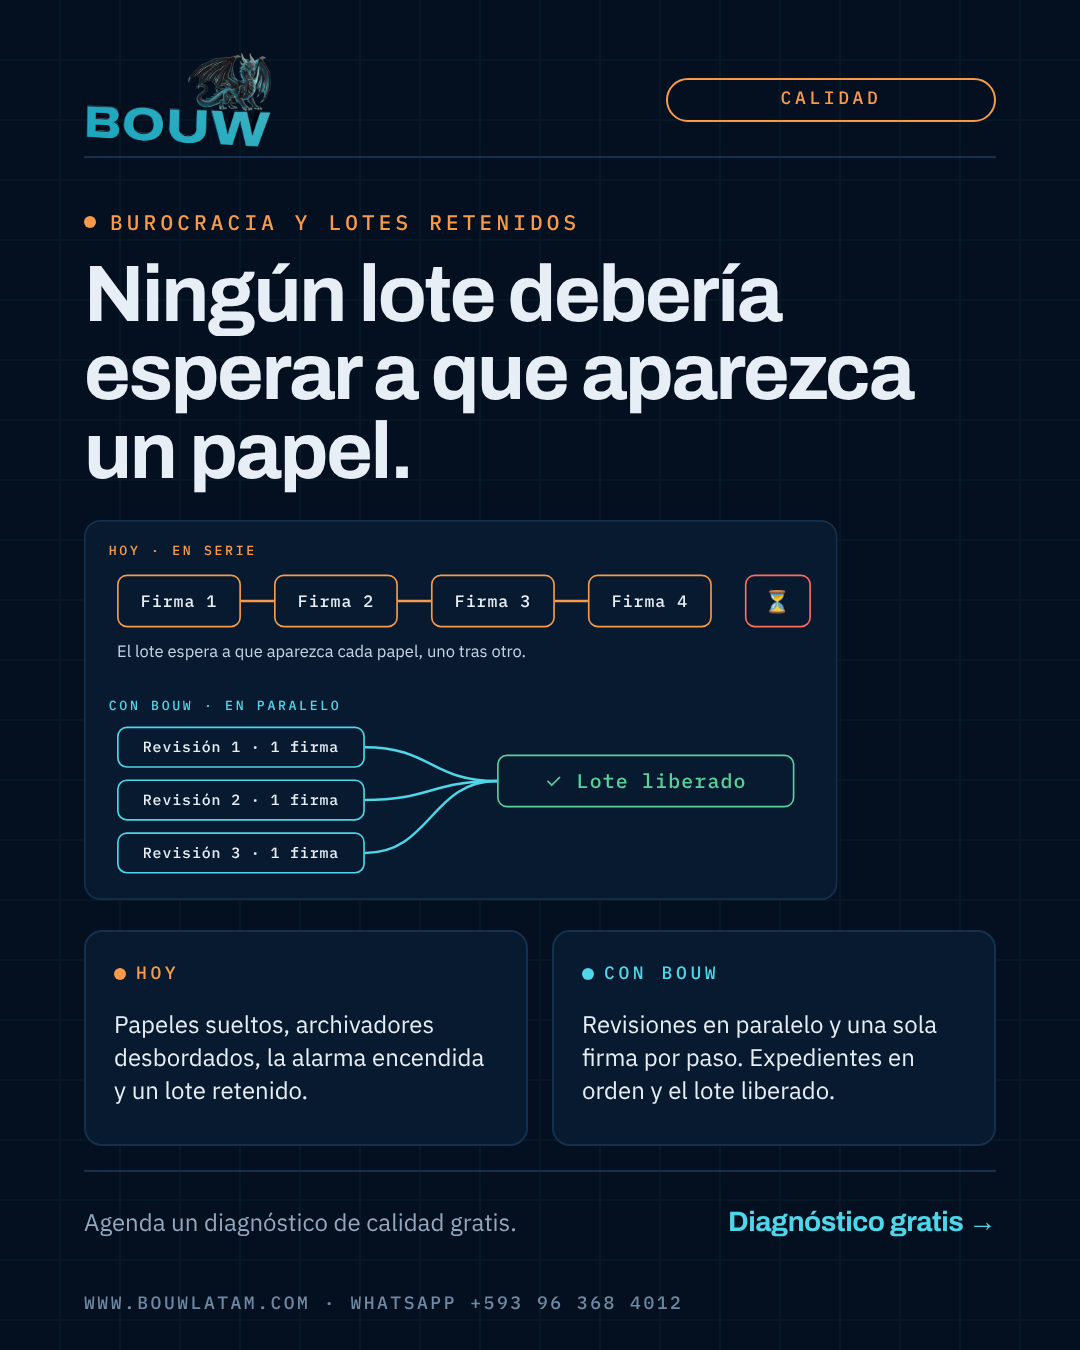 BOUW
CALIDAD
BUROCRACIA Y LOTES RETENIDOS
Ningún lote debería
esperar a que aparezca
un papel.
HOY · EN SERIE
Firma 1
Firma 2
Firma 3
Firma 4
El lote espera a que aparezca cada papel, uno tras otro.
CON BOUW · EN PARALELO
Revisión 1 · 1 firma
Revisión 2 · 1 firma
Revisión 3 · 1 firma
✓ Lote liberado
HOY
Papeles sueltos, archivadores
desbordados, la alarma encendida
y un lote retenido.
CON BOUW
Revisiones en paralelo y una sola
firma por paso. Expedientes en
orden y el lote liberado.
Agenda un diagnóstico de calidad gratis.
Diagnóstico gratis →
WWW.BOUWLATAM.COM · WHATSAPP +593 96 368 4012